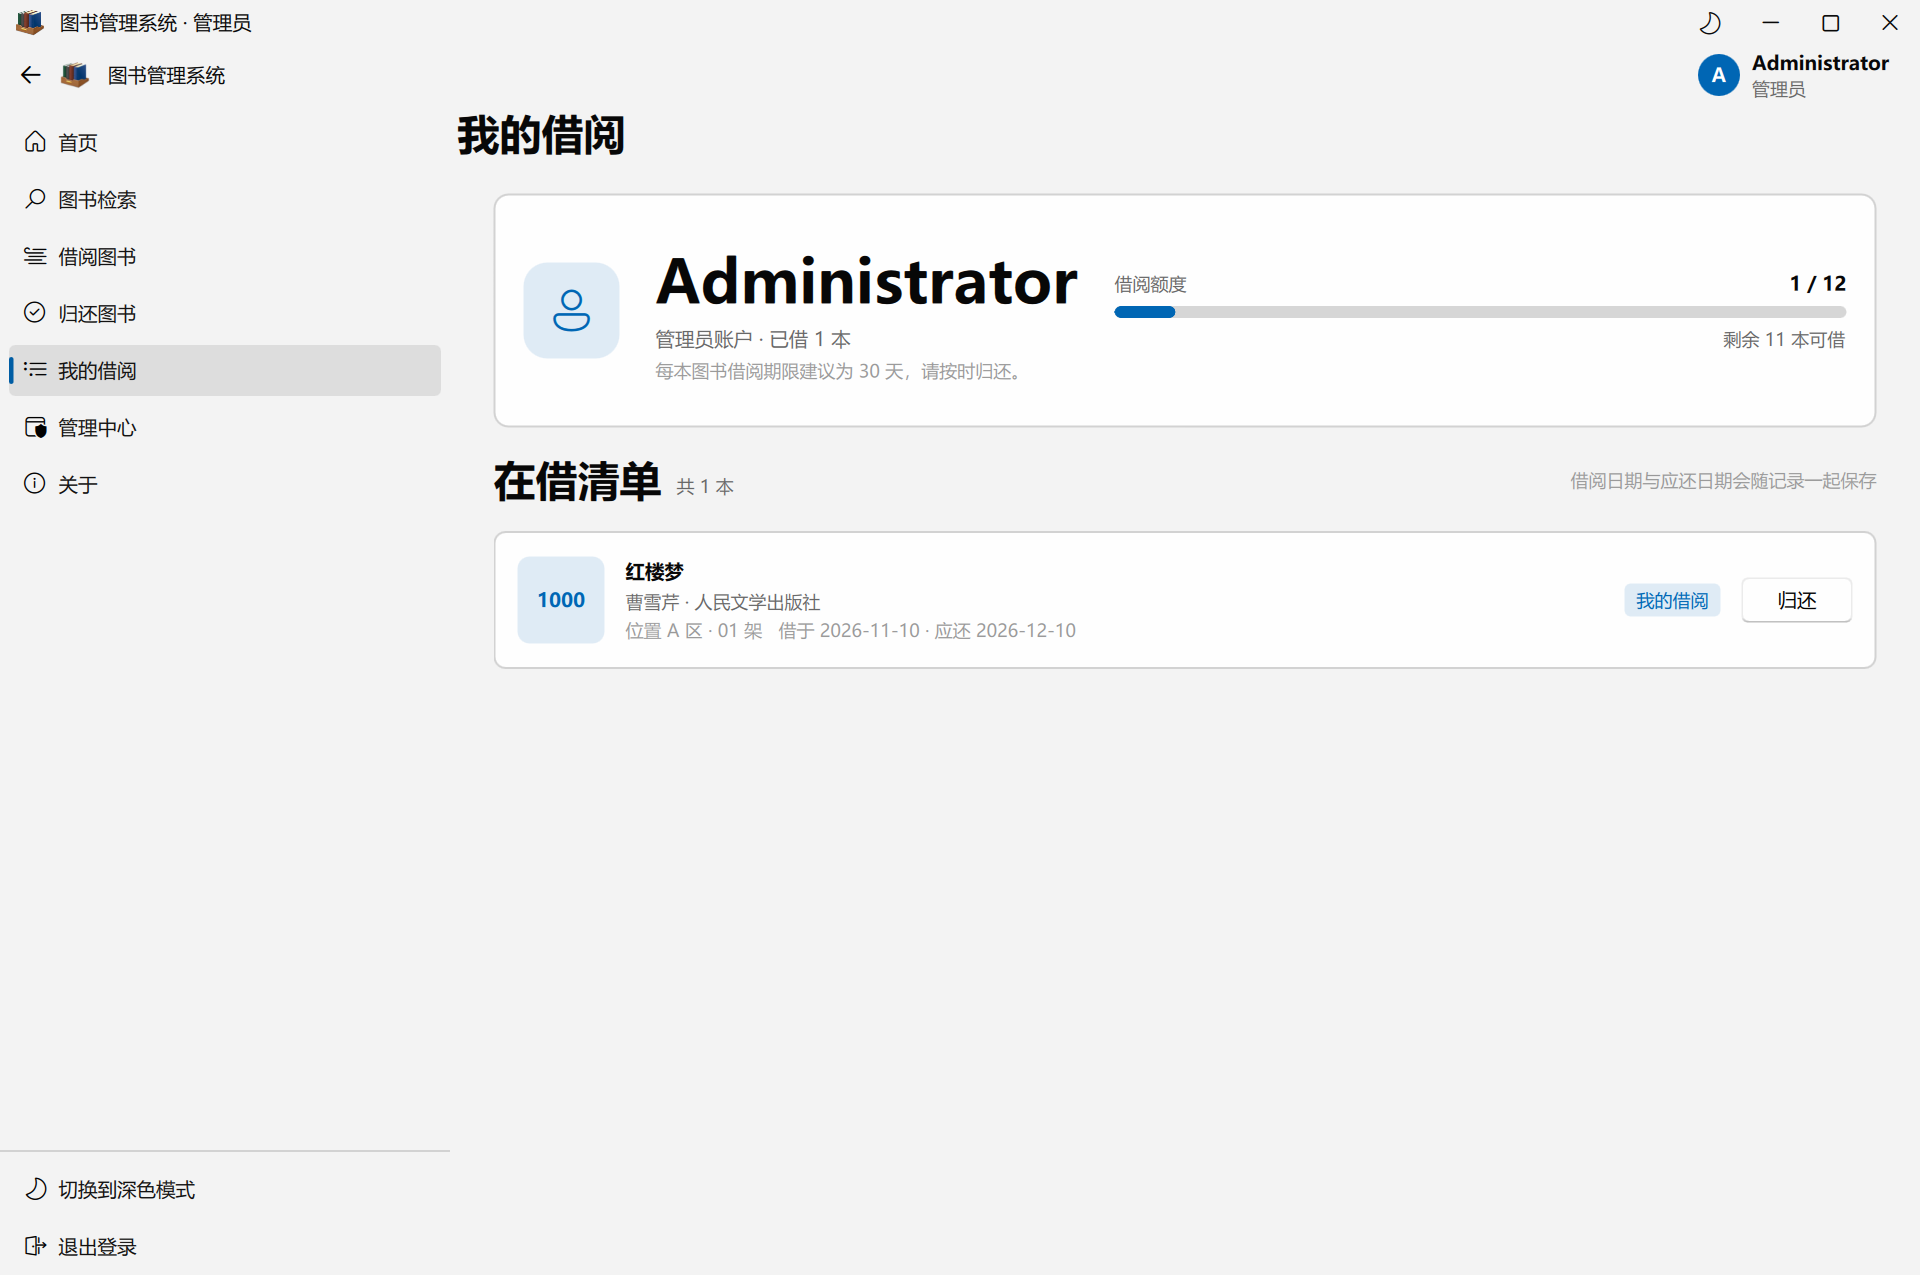 图书管理系统 · 管理员
图书管理系统
A
Administrator
管理员
首页
图书检索
借阅图书
归还图书
我的借阅
管理中心
关于
切换到深色模式
退出登录
我的借阅
Administrator
管理员账户 · 已借 1 本
每本图书借阅期限建议为 30 天，请按时归还。
借阅额度
1 / 12
剩余 11 本可借
在借清单
共 1 本
借阅日期与应还日期会随记录一起保存
1000
红楼梦
曹雪芹 · 人民文学出版社
位置 A 区 · 01 架 借于 2026-11-10 · 应还 2026-12-10
我的借阅
归还